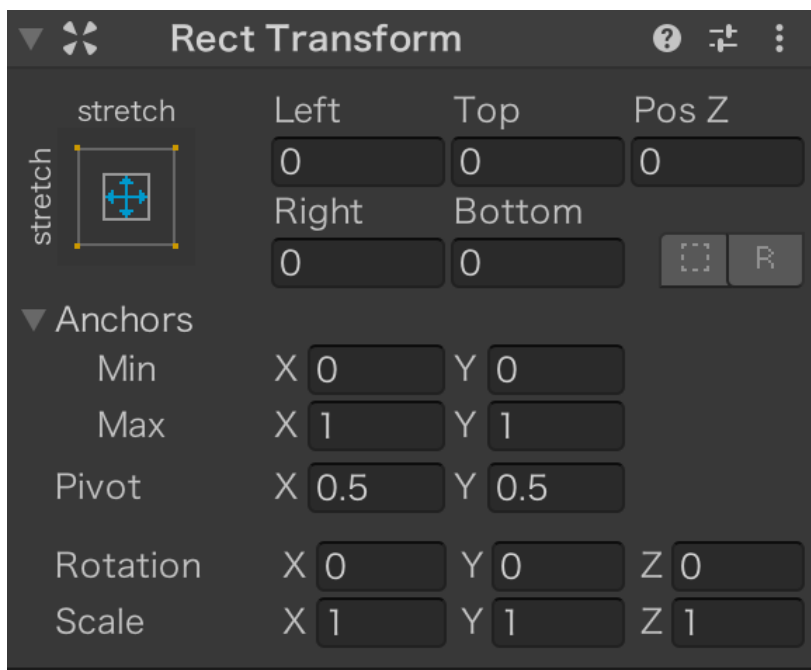 Rect Transform
stretch
stretch
Left Top Pos Z
0 0 0
Right Bottom
0 0
R
Anchors
Min X 0 Y 0
Max X 1 Y 1
Pivot X 0.5 Y 0.5
Rotation X 0 Y 0 Z 0
Scale X 1 Y 1 Z 1